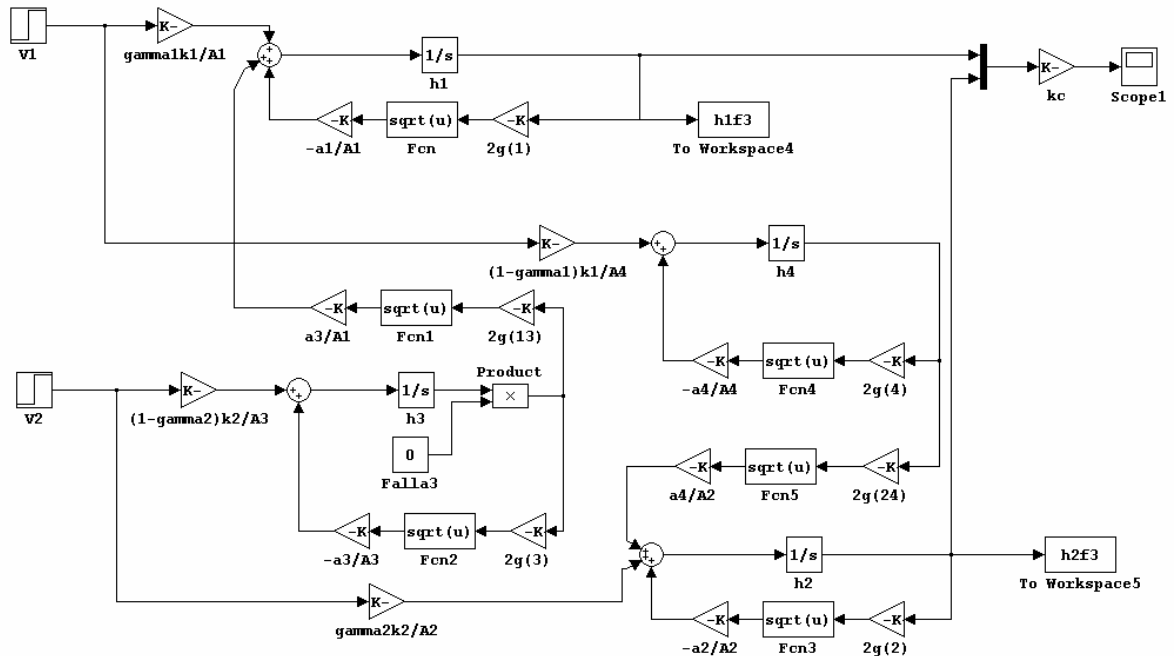 V1
K-
gamma1k1/A1
1/s
h1
-K
-a1/A1
sqrt(u)
Fcn
-K
2g(1)
h1f3
To Workspace4
K-
kc
Scope1
K-
(1-gamma1)k1/A4
1/s
h4
-K
a3/A1
sqrt(u)
Fcn1
-K
2g(13)
-K
-a4/A4
sqrt(u)
Fcn4
-K
2g(4)
V2
K-
(1-gamma2)k2/A3
1/s
h3
Product
×
0
Falla3
-K
a4/A2
sqrt(u)
Fcn5
-K
2g(24)
-K
-a3/A3
sqrt(u)
Fcn2
-K
2g(3)
1/s
h2
h2f3
To Workspace5
K-
gamma2k2/A2
-K
-a2/A2
sqrt(u)
Fcn3
-K
2g(2)